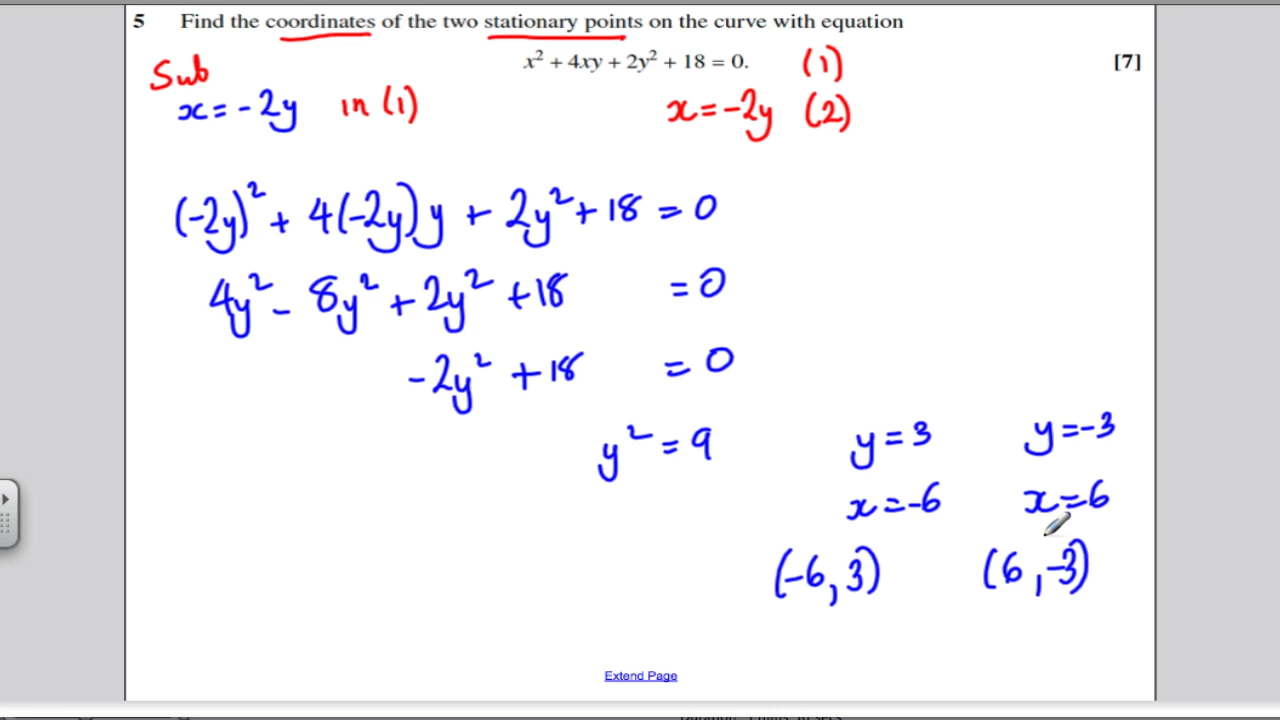 5 Find the coordinates of the two stationary points on the curve with equation
x² + 4xy + 2y² + 18 = 0. (1) [7]
Sub
x = -2y in (1) x = -2y (2)
(-2y)² + 4(-2y)y + 2y² + 18 = 0
4y² - 8y² + 2y² + 18 = 0
-2y² + 18 = 0
y² = 9 y = 3 y = -3
x = -6 x = 6
(-6, 3) (6, -3)
Extend Page